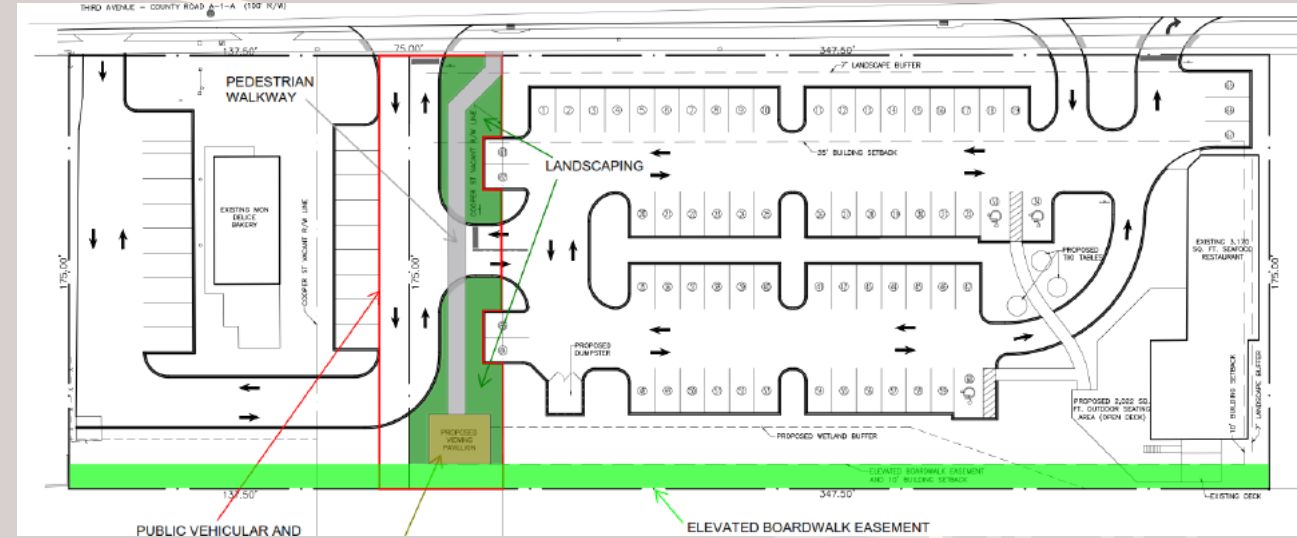 THIRD AVENUE – COUNTY ROAD A-1-A (100' R/W)
137.50'
75.00'
347.50'
7' LANDSCAPE BUFFER
PEDESTRIAN
WALKWAY
LANDSCAPING
35' BUILDING SETBACK
COOPER ST VACANT R/W LINE
COOPER ST VACANT R/W LINE
EXISTING MON
DELICE
BAKERY
175.00'
175.00'
175.00'
EXISTING 3,170
SQ. FT. SEAFOOD
RESTAURANT
PROPOSED
TIKI TABLES
PROPOSED
DUMPSTER
10' BUILDING SETBACK
7' LANDSCAPE BUFFER
PROPOSED 2,022 SQ.
FT. OUTDOOR SEATING
AREA (OPEN DECK)
PROPOSED
VIEWING
PAVILLION
PROPOSED WETLAND BUFFER
ELEVATED BOARDWALK EASEMENT
AND 10' BUILDING SETBACK
137.50'
347.50'
EXISTING DECK
PUBLIC VEHICULAR AND
ELEVATED BOARDWALK EASEMENT